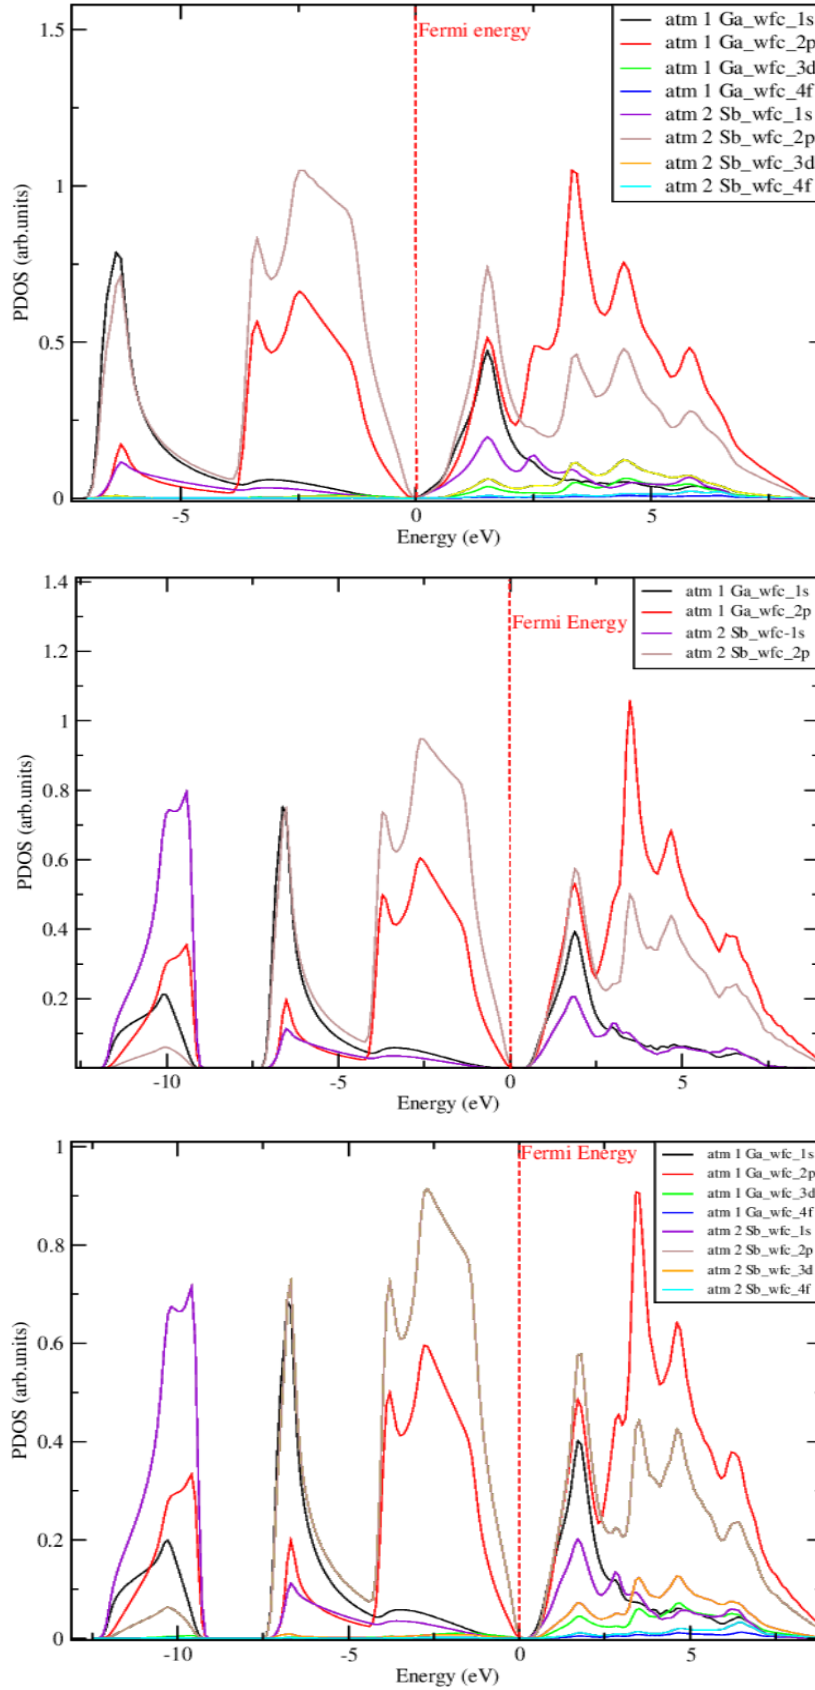 1.5
1
0.5
0
PDOS (arb.units)
Fermi energy
atm 1 Ga_wfc_1s
atm 1 Ga_wfc_2p
atm 1 Ga_wfc_3d
atm 1 Ga_wfc_4f
atm 2 Sb_wfc_1s
atm 2 Sb_wfc_2p
atm 2 Sb_wfc_3d
atm 2 Sb_wfc_4f
-5 0 5
Energy (eV)
1.4
1.2
1
0.8
0.6
0.4
0.2
PDOS (arb.units)
Fermi Energy
atm 1 Ga_wfc_1s
atm 1 Ga_wfc_2p
atm 2 Sb_wfc-1s
atm 2 Sb_wfc_2p
-10 -5 0 5
Energy (eV)
1
0.8
0.6
0.4
0.2
0
PDOS (arb.units)
Fermi Energy
atm 1 Ga_wfc_1s
atm 1 Ga_wfc_2p
atm 1 Ga_wfc_3d
atm 1 Ga_wfc_4f
atm 2 Sb_wfc_1s
atm 2 Sb_wfc_2p
atm 2 Sb_wfc_3d
atm 2 Sb_wfc_4f
-10 -5 0 5
Energy (eV)